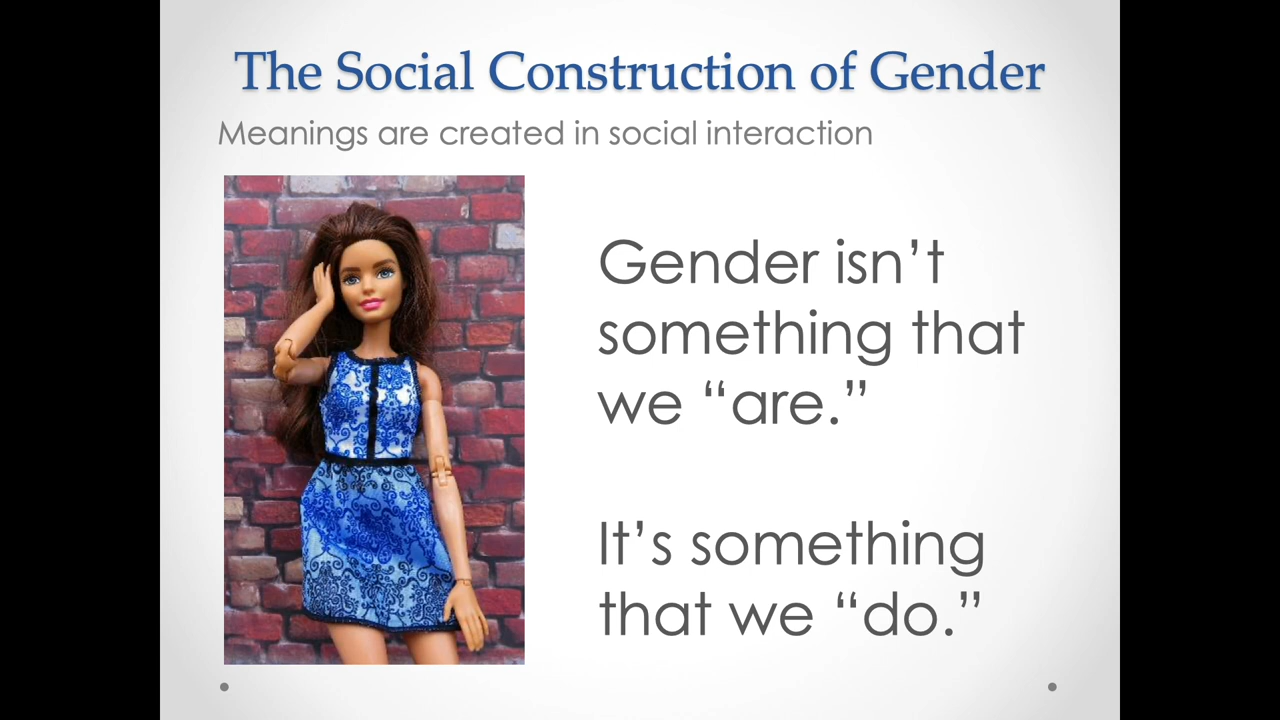 The Social Construction of Gender
Meanings are created in social interaction
Gender isn’t
something that
we “are.”
It’s something
that we “do.”